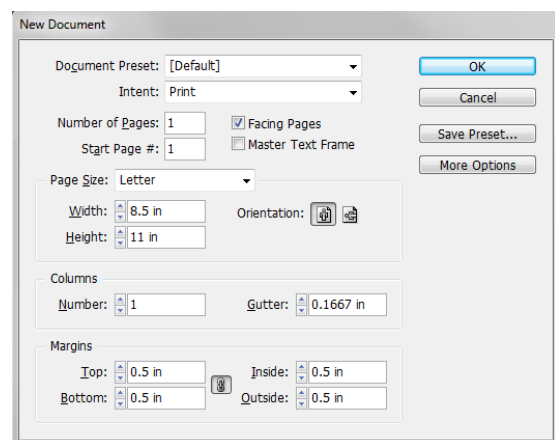 New Document
Document Preset: [Default]
OK
Intent: Print
Cancel
Number of Pages: 1
Facing Pages
Save Preset...
Start Page #: 1
Master Text Frame
More Options
Page Size: Letter
Width: 8.5 in
Orientation:
Height: 11 in
Columns
Number: 1
Gutter: 0.1667 in
Margins
Top: 0.5 in
Inside: 0.5 in
Bottom: 0.5 in
Outside: 0.5 in